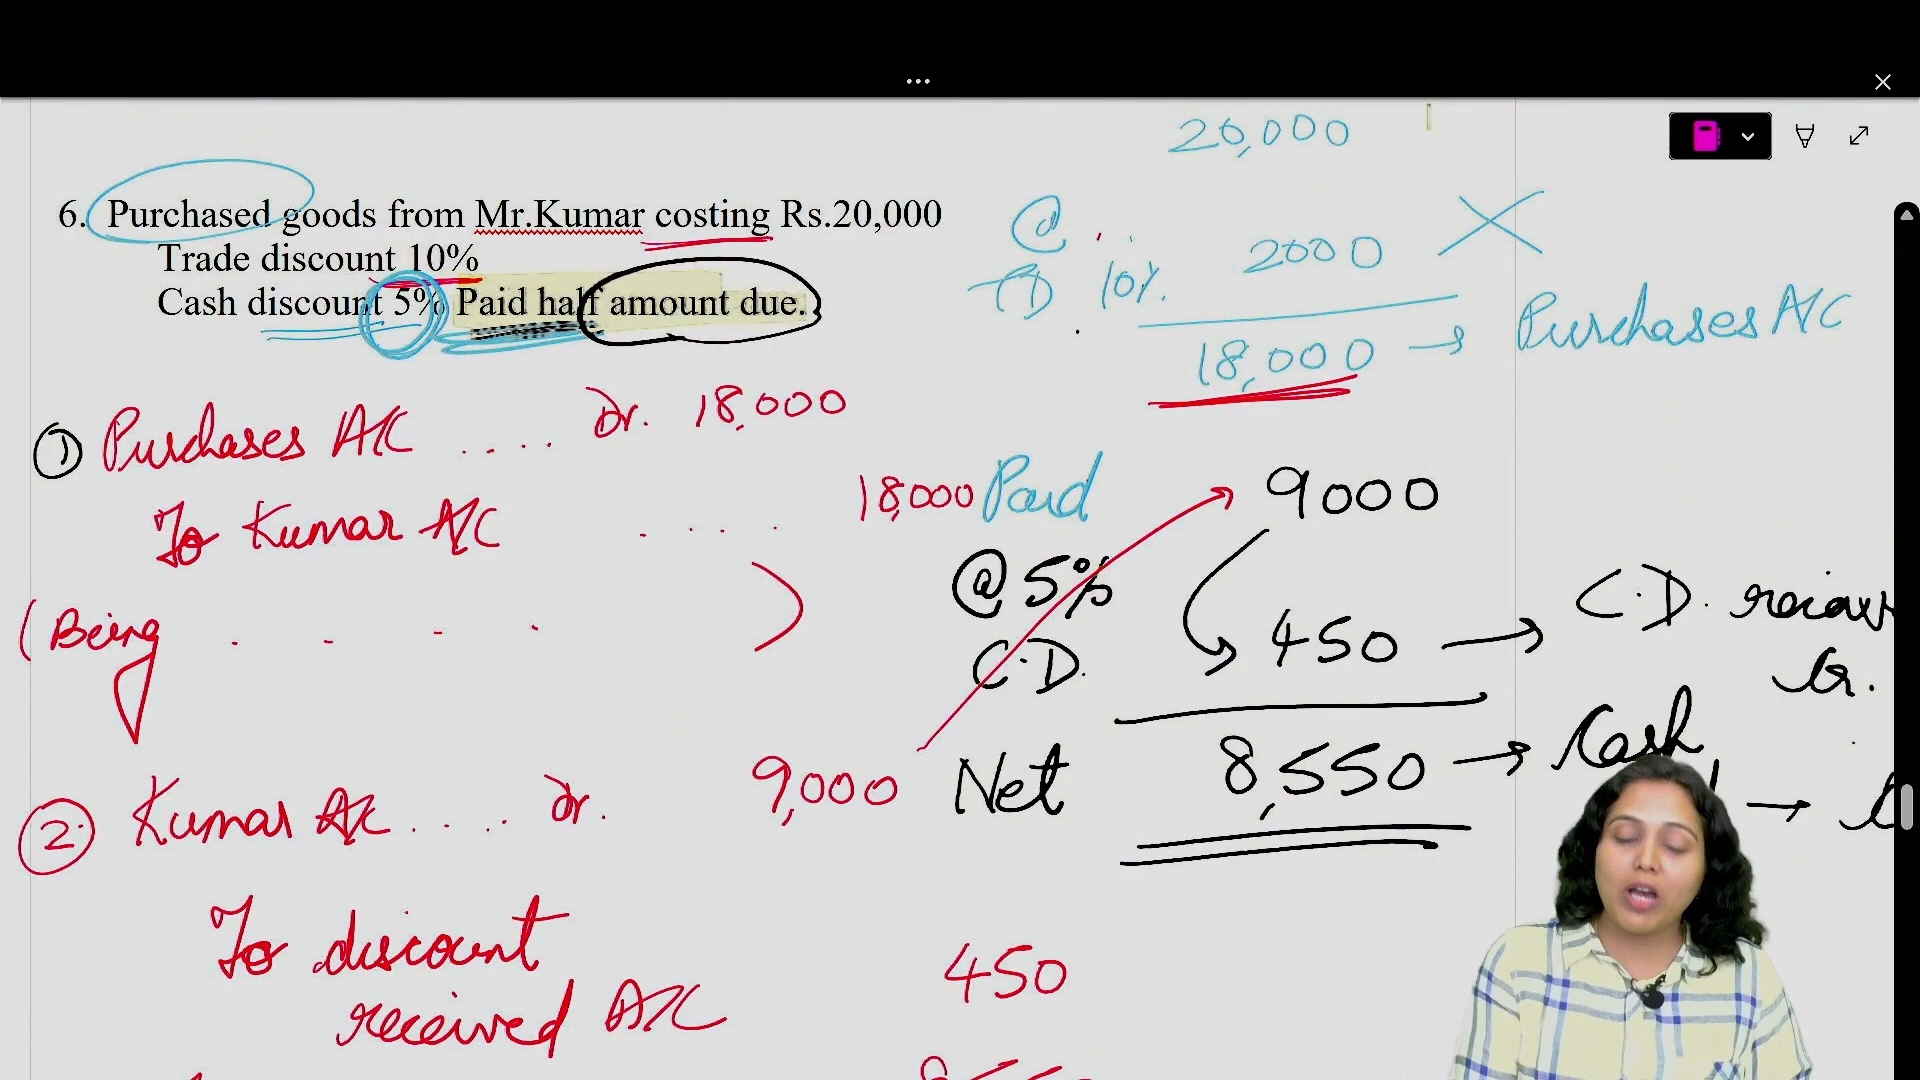 20,000
6. Purchased goods from Mr.Kumar costing Rs.20,000
Trade discount 10%
Cash discount 5% Paid half amount due.
@ TD 10%. 2000
18,000 → Purchases A/C
① Purchases A/C .... Dr. 18,000
To Kumar A/C .... 18,000
(Being . - - . )
Paid 9000
@ 5% C.D. 450 → C.D.
Net 8,550 → Cash
② Kumar A/C .... Dr. 9,000
To discount
received A/C 450